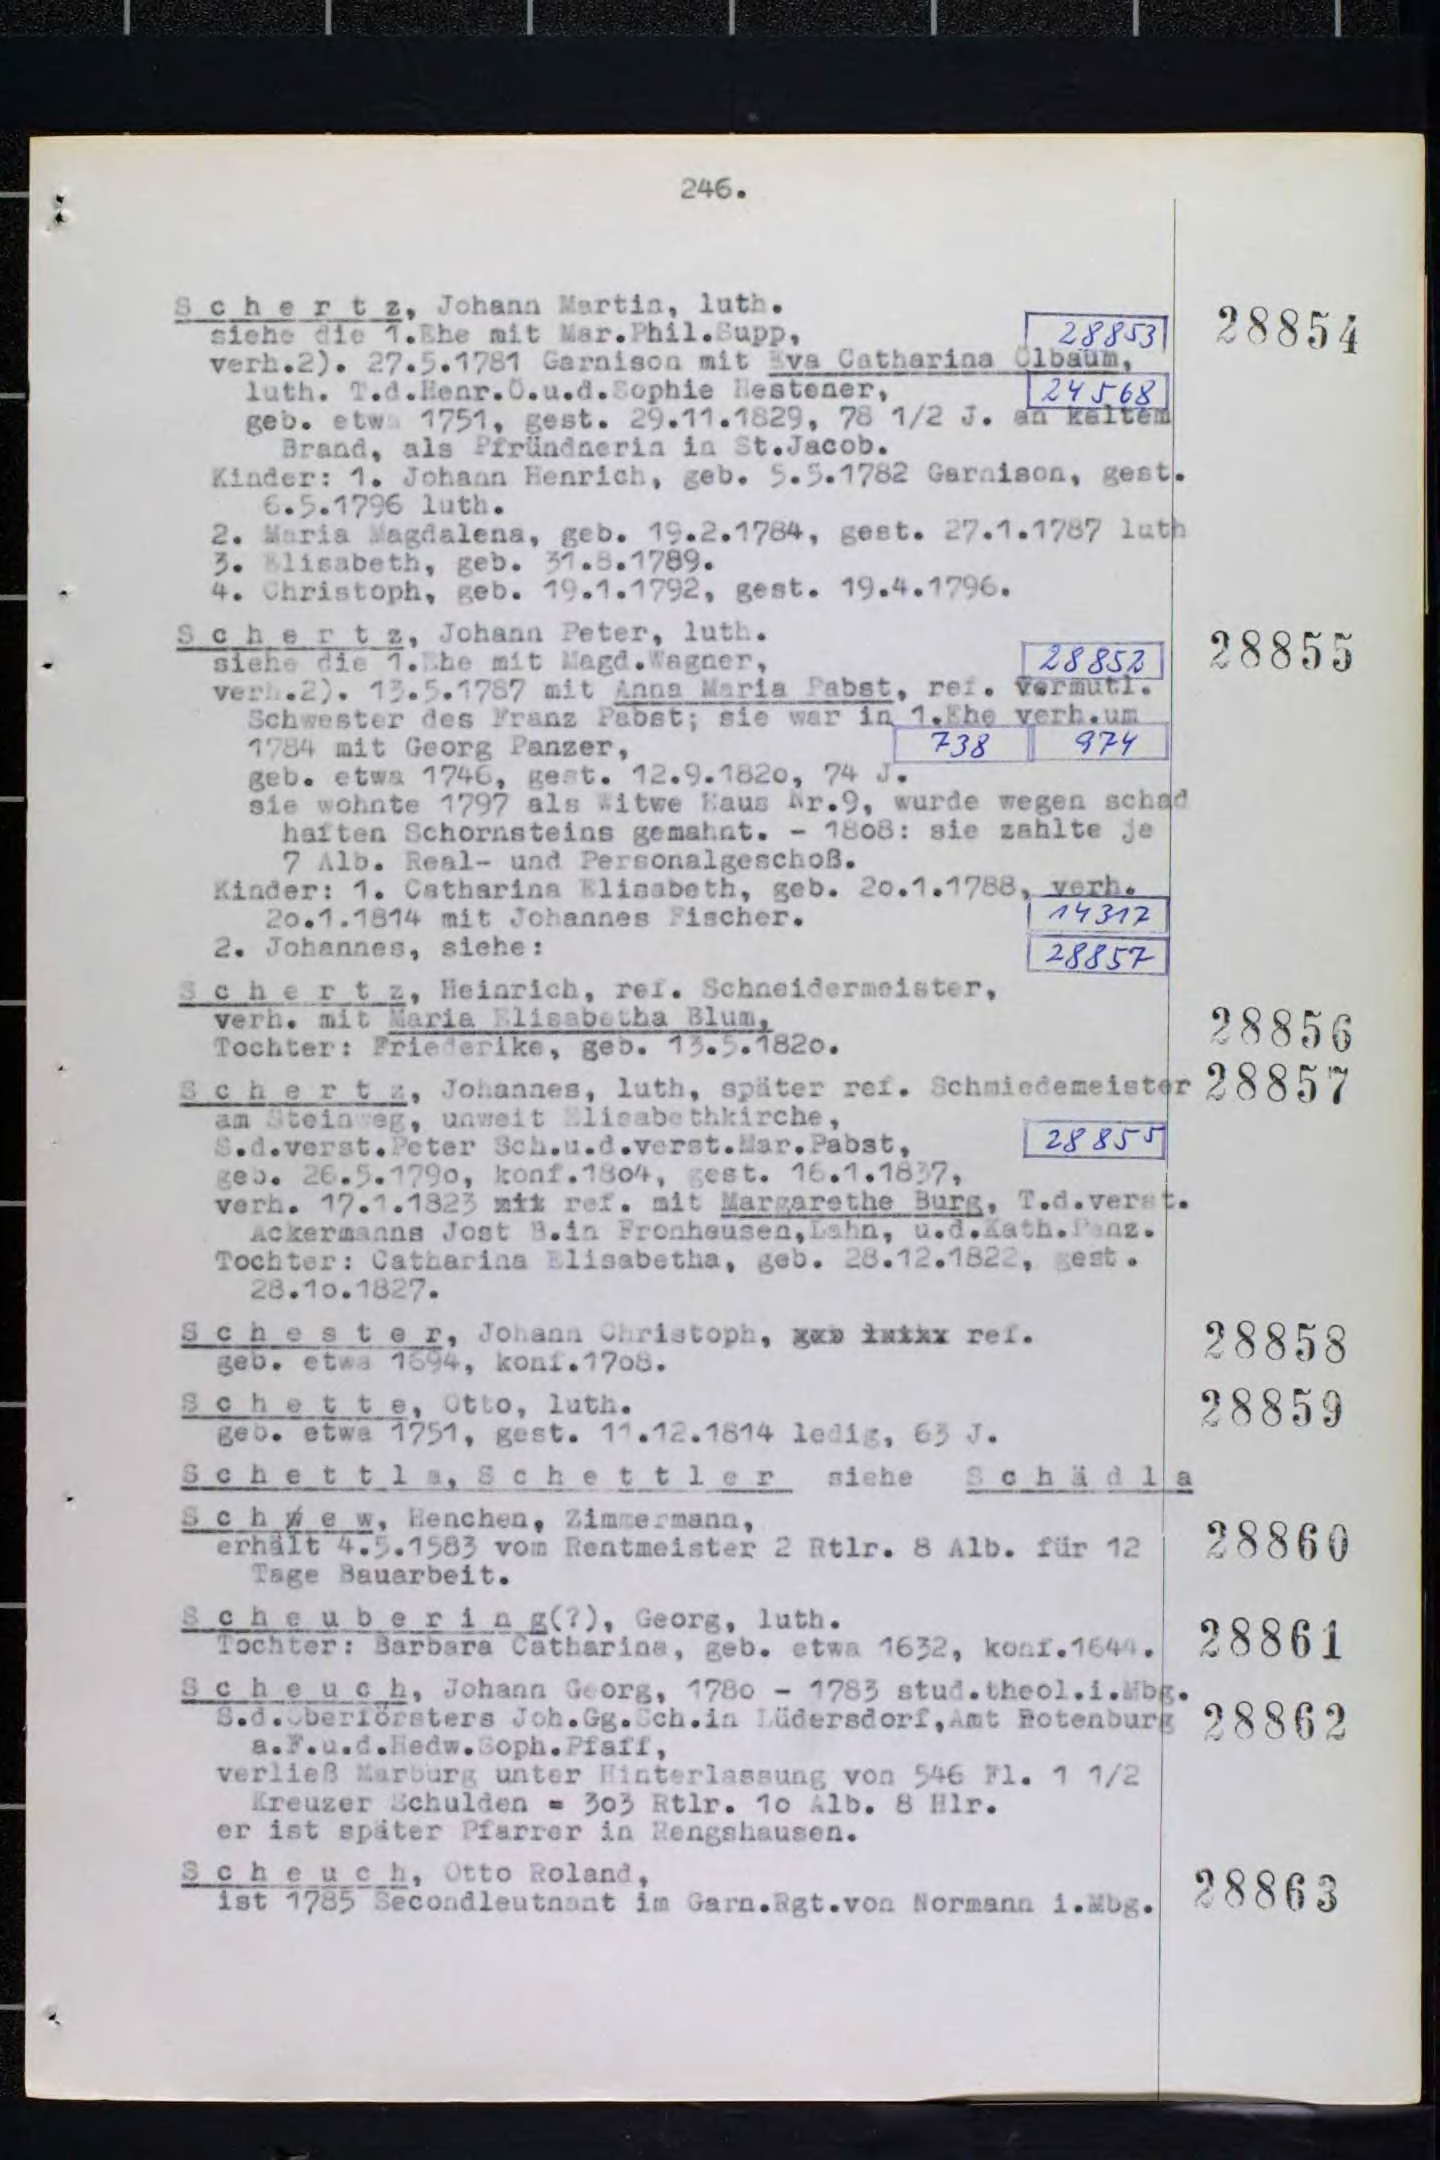 246.
S c h e r t z, Johann Martin, luth.
siehe die 1.Ehe mit Mar.Phil.Supp, 28853 28854
verh.2). 27.5.1781 Garnison mit Eva Catharina Ölbaum,
luth. T.d.Henr.Ö.u.d.Sophie Hestener, 24568
geb. etwa 1751, gest. 29.11.1829, 78 1/2 J. an kaltem
Brand, als Pfründnerin in St.Jacob.
Kinder: 1. Johann Henrich, geb. 5.5.1782 Garnison, gest.
6.5.1796 luth.
2. Maria Magdalena, geb. 19.2.1784, gest. 27.1.1787 luth
3. Elisabeth, geb. 31.8.1789.
4. Christoph, geb. 19.1.1792, gest. 19.4.1796.
S c h e r t z, Johann Peter, luth.
siehe die 1.Ehe mit Magd.Wagner, 28852 28855
verh.2). 13.5.1787 mit Anna Maria Pabst, ref. Vermutl.
Schwester des Franz Pabst; sie war in 1.Ehe verh.um
1784 mit Georg Panzer, 738 974
geb. etwa 1746, gest. 12.9.1820, 74 J.
sie wohnte 1797 als Witwe Haus Nr.9, wurde wegen schad
haften Schornsteins gemahnt. - 1808: sie zahlte je
7 Alb. Real- und Personalgeschoß.
Kinder: 1. Catharina Elisabeth, geb. 20.1.1788, verh.
20.1.1814 mit Johannes Fischer. 14317
2. Johannes, siehe: 28857
S c h e r t z, Heinrich, ref. Schneidermeister,
verh. mit Maria Elisabetha Blum, 28856
Tochter: Friederike, geb. 13.5.1820.
S c h e r t z, Johannes, luth, später ref. Schmiedemeister 28857
am Steinweg, unweit Elisabethkirche,
S.d.verst.Peter Sch.u.d.verst.Mar.Pabst, 28855
geb. 26.5.1790, konf.1804, gest. 16.1.1837,
verh. 17.1.1823 mit ref. mit Margarethe Burg, T.d.verst.
Ackermanns Jost B.in Fronhausen,Lahn, u.d.Kath.Penz.
Tochter: Catharina Elisabetha, geb. 28.12.1822, gest.
28.10.1827.
S c h e s t e r, Johann Christoph, ref. 28858
geb. etwa 1694, konf.1708.
S c h e t t e, Otto, luth. 28859
geb. etwa 1751, gest. 11.12.1814 ledig, 63 J.
S c h e t t l a, S c h e t t l e r siehe S c h ä d l a
S c h e w, Henchen, Zimmermann,
erhält 4.5.1583 vom Rentmeister 2 Rtlr. 8 Alb. für 12 28860
Tage Bauarbeit.
S c h e u b e r i n g(?), Georg, luth.
Tochter: Barbara Catharina, geb. etwa 1632, konf.1644. 28861
S c h e u c h, Johann Georg, 1780 - 1783 stud.theol.i.Mbg.
S.d.Oberförsters Joh.Gg.Sch.in Lüdersdorf,Amt Rotenburg 28862
a.F.u.d.Hedw.Soph.Pfaff,
verließ Marburg unter Hinterlassung von 546 Fl. 1 1/2
Kreuzer Schulden = 303 Rtlr. 10 Alb. 8 Hlr.
er ist später Pfarrer in Rengshausen.
S c h e u c h, Otto Roland, 28863
ist 1785 Secondleutnant im Garn.Rgt.von Normann i.Mbg.